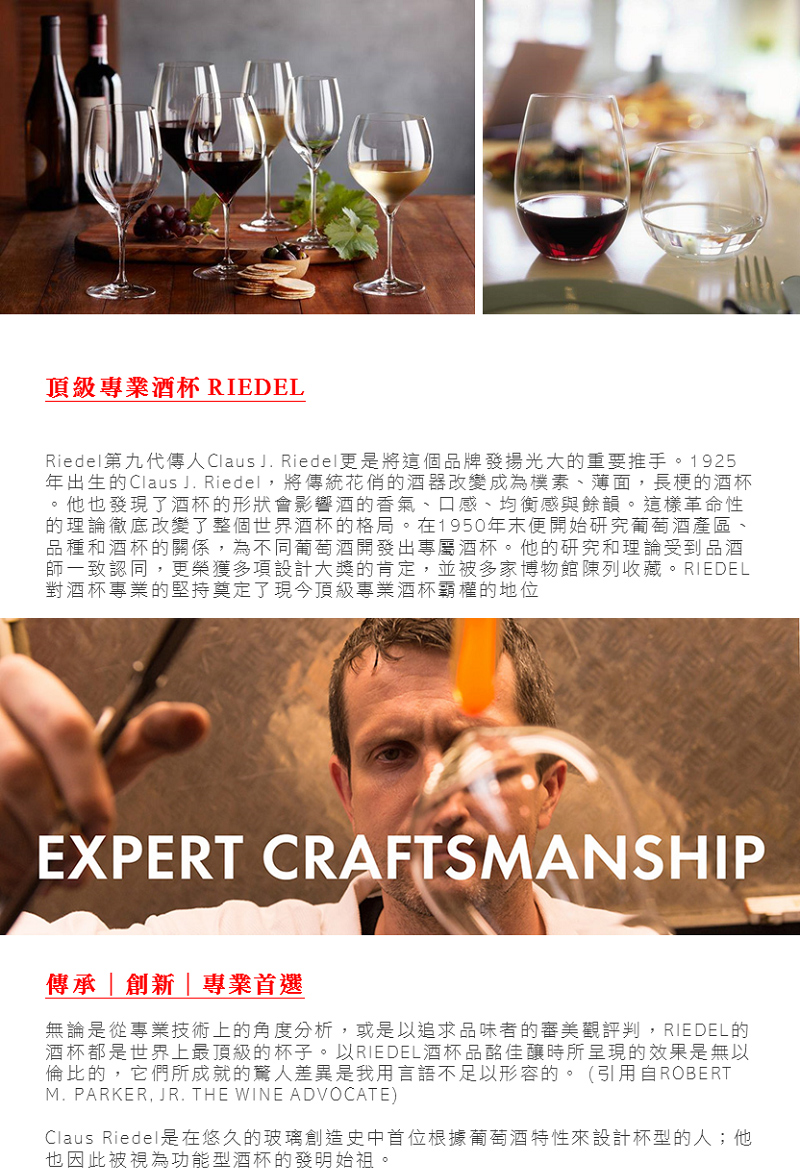 頂級專業酒杯 RIEDEL
Riedel第九代傳人Claus J. Riedel更是將這個品牌發揚光大的重要推手。1925
年出生的Claus J. Riedel，將傳統花俏的酒器改變成為樸素、薄面，長梗的酒杯
。他也發現了酒杯的形狀會影響酒的香氣、口感、均衡感與餘韻。這樣革命性
的理論徹底改變了整個世界酒杯的格局。在1950年末便開始研究葡萄酒產區、
品種和酒杯的關係，為不同葡萄酒開發出專屬酒杯。他的研究和理論受到品酒
師一致認同，更榮獲多項設計大獎的肯定，並被多家博物館陳列收藏。RIEDEL
對酒杯專業的堅持奠定了現今頂級專業酒杯霸權的地位
EXPERT CRAFTSMANSHIP
傳承｜創新｜專業首選
無論是從專業技術上的角度分析，或是以追求品味者的審美觀評判，RIEDEL的
酒杯都是世界上最頂級的杯子。以RIEDEL酒杯品酩佳釀時所呈現的效果是無以
倫比的，它們所成就的驚人差異是我用言語不足以形容的。 (引用自ROBERT
M. PARKER, JR. THE WINE ADVOCATE)
Claus Riedel是在悠久的玻璃創造史中首位根據葡萄酒特性來設計杯型的人；他
也因此被視為功能型酒杯的發明始祖。